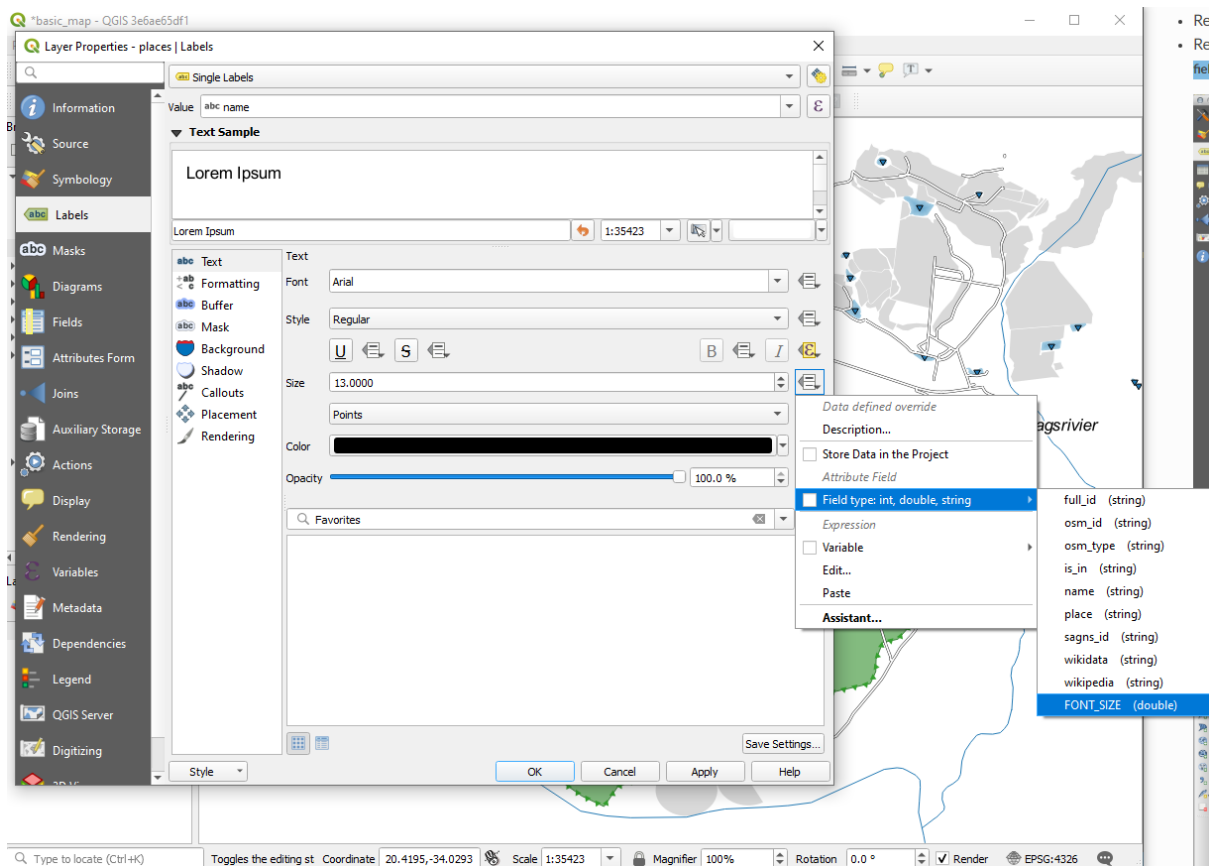 *basic_map - QGIS 3e6ae65df1
Layer Properties - places | Labels
Single Labels
Value abc name
Text Sample
Lorem Ipsum
Lorem Ipsum
1:35423
Information
Source
Symbology
abc Labels
abc Masks
Diagrams
Fields
Attributes Form
Joins
Auxiliary Storage
Actions
Display
Rendering
Variables
Metadata
Dependencies
Legend
QGIS Server
Digitizing
abc Text
+ab < c Formatting
abc Buffer
abc Mask
Background
Shadow
abc Callouts
Placement
Rendering
Text
Font Arial
Style Regular
U S B I
Size 13.0000
Points
Color
Opacity 100.0 %
Favorites
Save Settings...
Style OK Cancel Apply Help
Data defined override
Description...
Store Data in the Project
Attribute Field
Field type: int, double, string
Expression
Variable
Edit...
Paste
Assistant...
full_id (string)
osm_id (string)
osm_type (string)
is_in (string)
name (string)
place (string)
sagns_id (string)
wikidata (string)
wikipedia (string)
FONT_SIZE (double)
agsrivier
Type to locate (Ctrl+K) Toggles the editing st Coordinate 20.4195,-34.0293 Scale 1:35423 Magnifier 100% Rotation 0.0 ° Render EPSG:4326